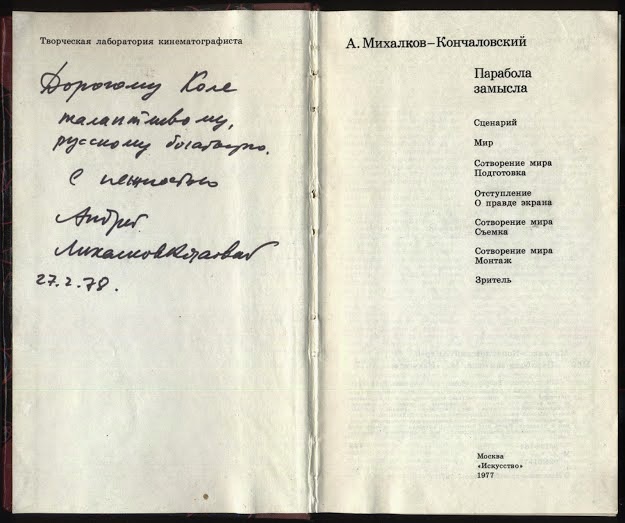 Творческая лаборатория кинематографиста
Дорогому Коле
талантливому,
русскому богатырю.
С нежностью
Андрей
Михалков-Кончаловский
27.2.78.
А. Михалков–Кончаловский
Парабола
замысла
Сценарий
Мир
Сотворение мира
Подготовка
Отступление
О правде экрана
Сотворение мира
Съемка
Сотворение мира
Монтаж
Зритель
Москва
«Искусство»
1977